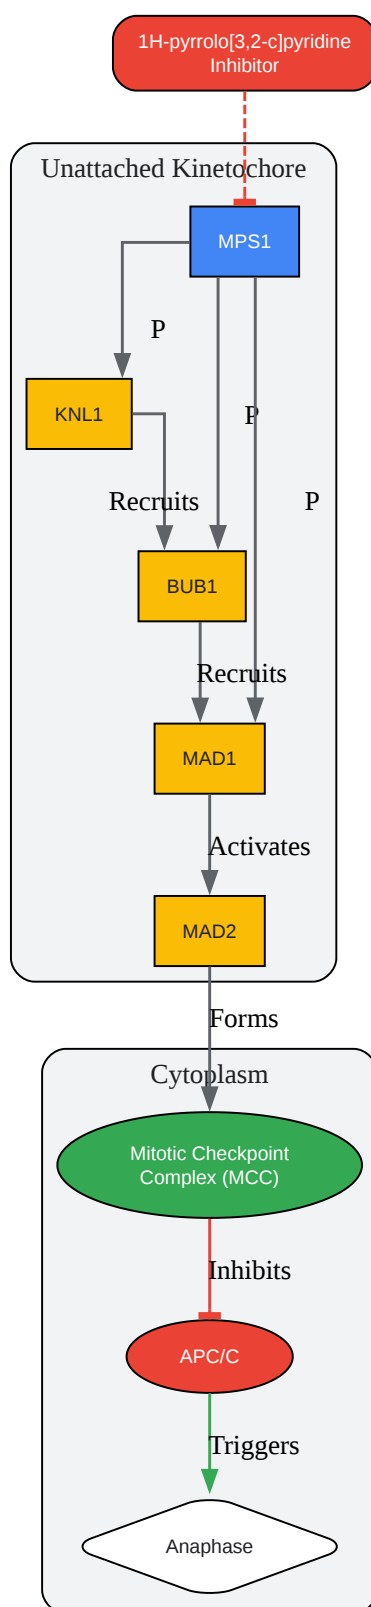 1H-pyrrolo[3,2-c]pyridine
Inhibitor
Unattached Kinetochore
MPS1
P
KNL1
P
Recruits
P
BUB1
Recruits
MAD1
Activates
MAD2
Forms
Cytoplasm
Mitotic Checkpoint
Complex (MCC)
Inhibits
APC/C
Triggers
Anaphase